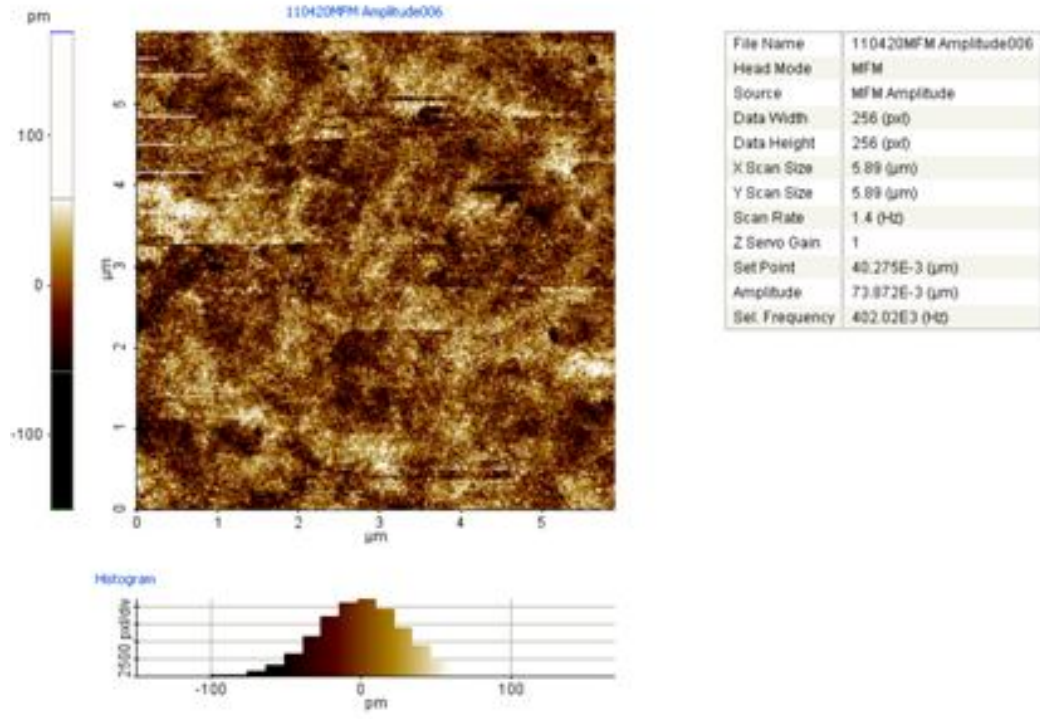 110420MFM Amplitude006
pm
100
0
-100
5
4
3
2
1
0
µm
0 1 2 3 4 5
µm
File Name 110420MFM Amplitude006
Head Mode MFM
Source MFM Amplitude
Data Width 256 (pxl)
Data Height 256 (pxl)
X Scan Size 5.89 (µm)
Y Scan Size 5.89 (µm)
Scan Rate 1.4 (Hz)
Z Servo Gain 1
Set Point 40.275E-3 (µm)
Amplitude 73.872E-3 (µm)
Sel. Frequency 402.02E3 (Hz)
Histogram
2500 pxl/div
-100 0 100
pm